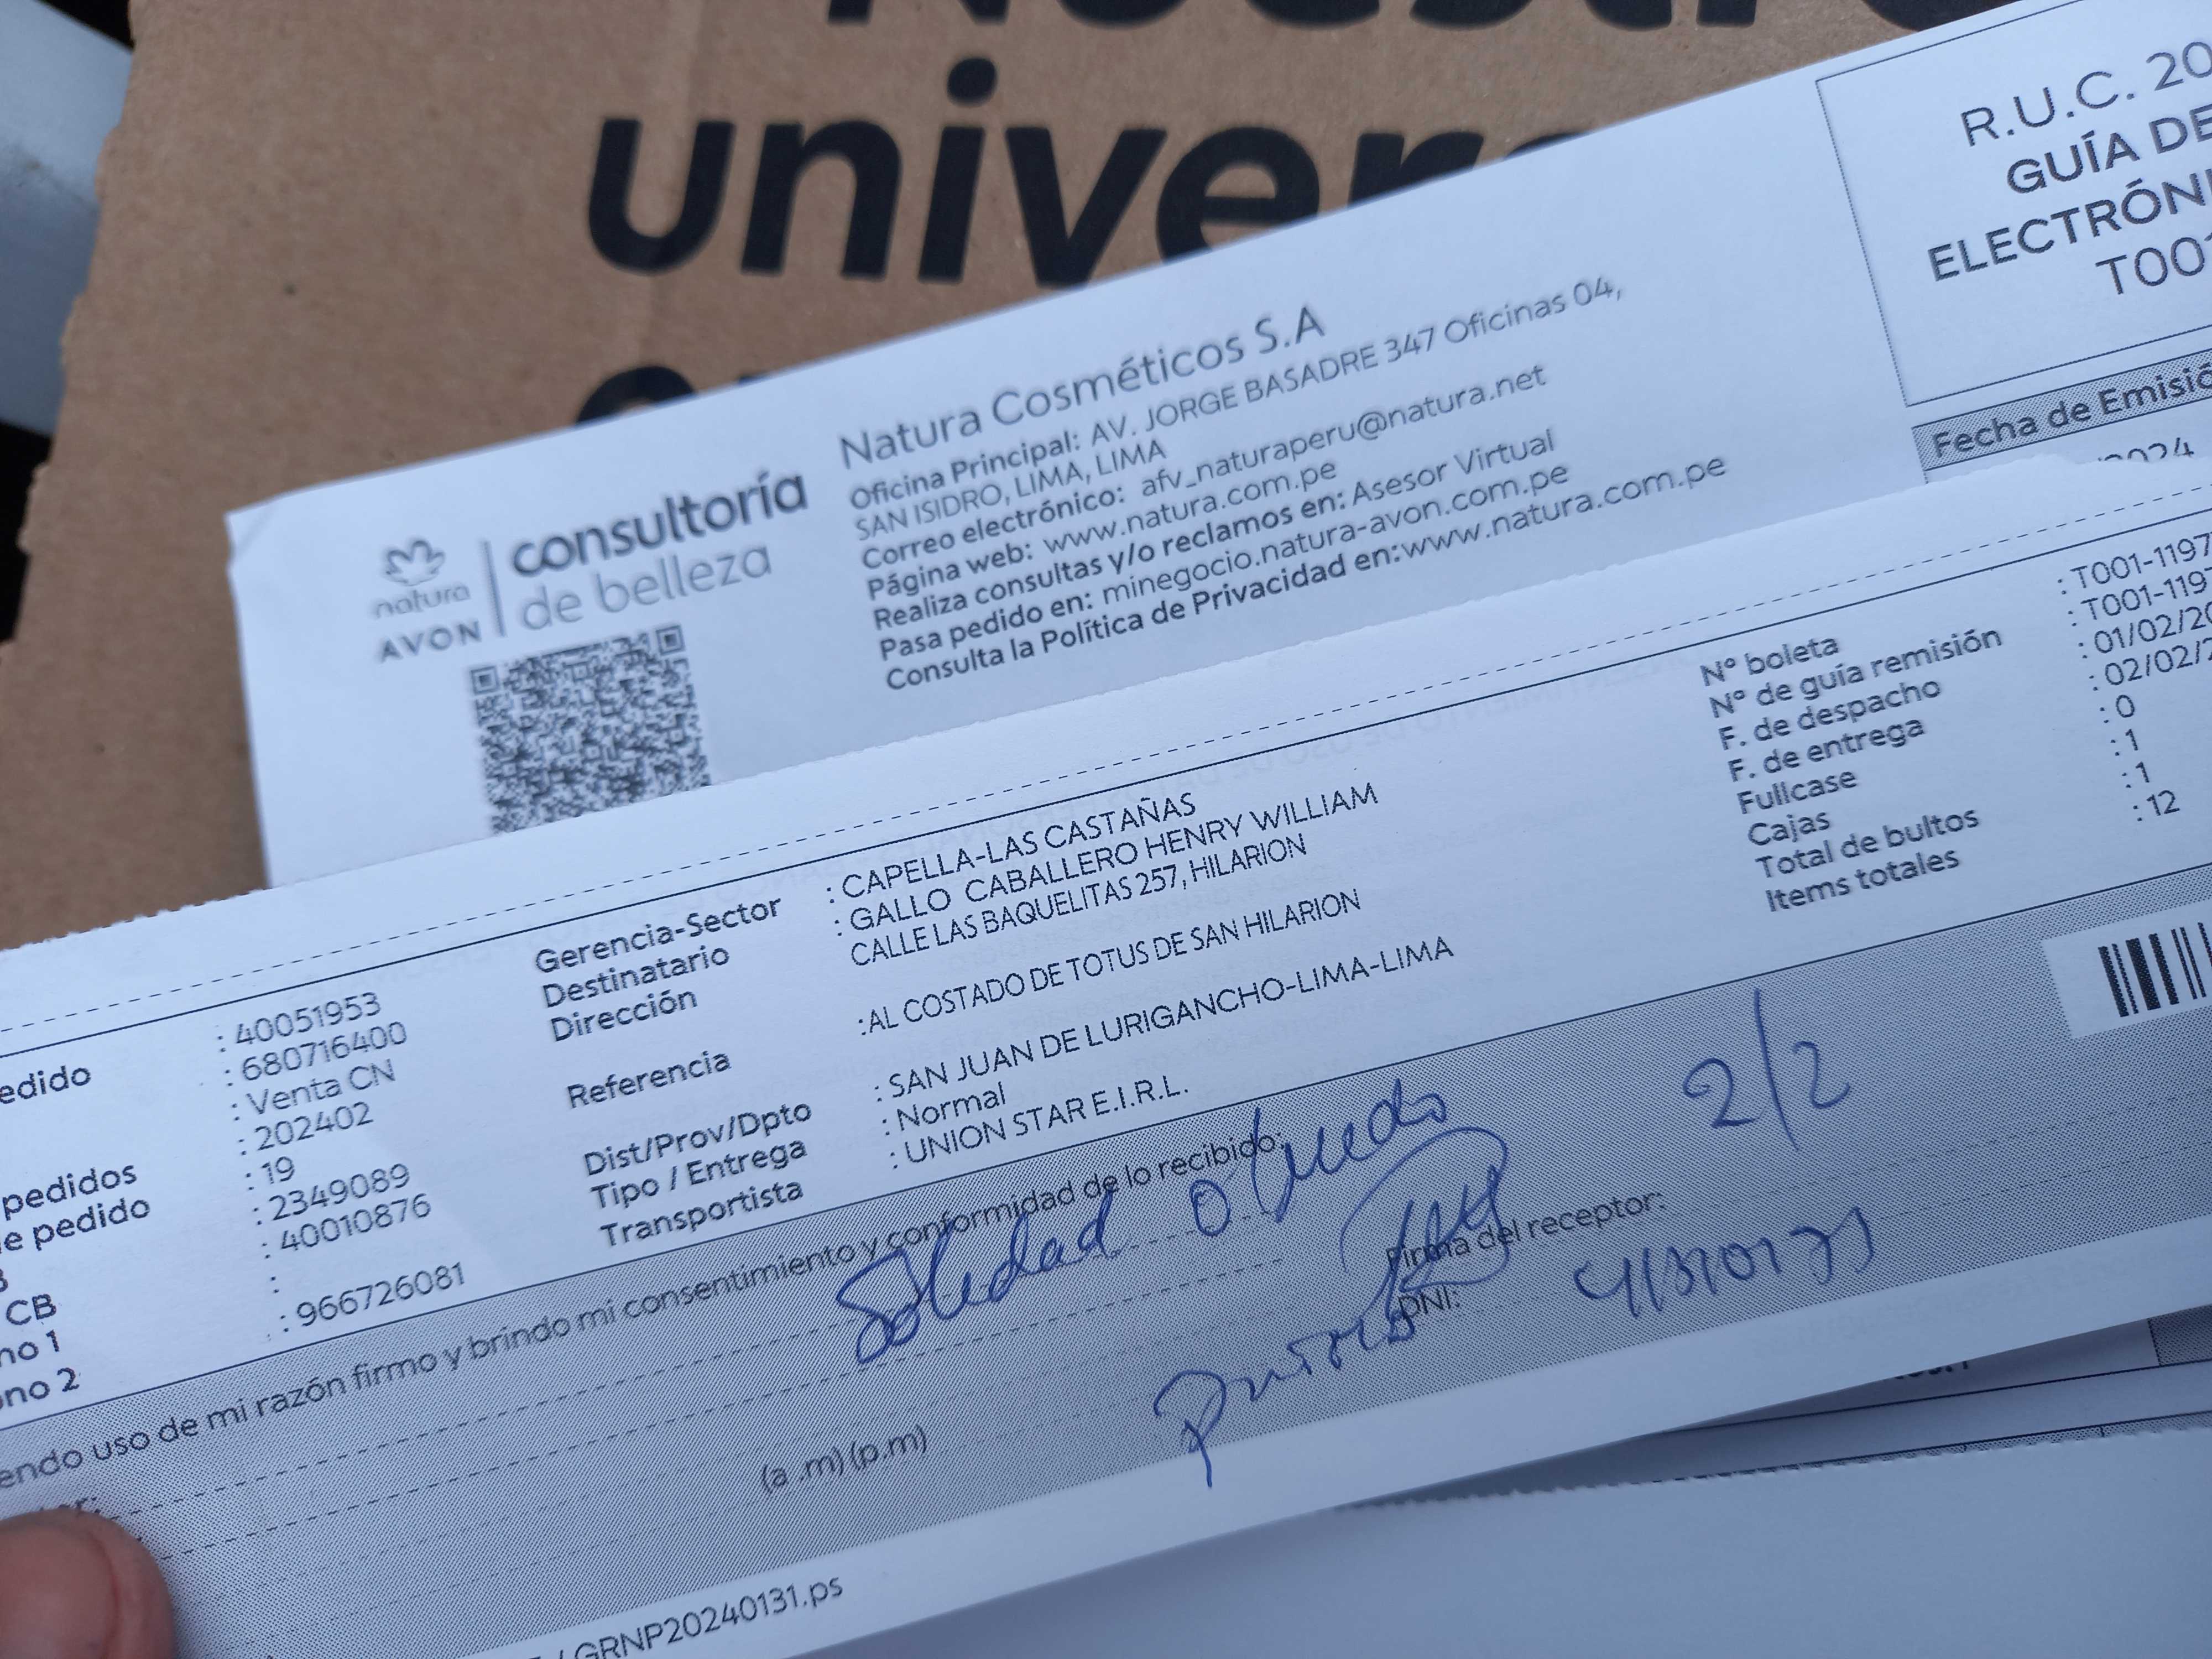 univers
R.U.C. 20
GUÍA DE
ELECTRÓNI
T001
Fecha de Emisió
2024
natura
AVON
consultoría
de belleza
Natura Cosméticos S.A
Oficina Principal: AV. JORGE BASADRE 347 Oficinas 04,
SAN ISIDRO, LIMA, LIMA
Correo electrónico: afv_naturaperu@natura.net
Página web: www.natura.com.pe
Realiza consultas y/o reclamos en: Asesor Virtual
Pasa pedido en: minegocio.natura-avon.com.pe
Consulta la Política de Privacidad en:www.natura.com.pe
: 40051953
edido : 680716400
: Venta CN
: 202402
pedidos : 19
e pedido : 2349089
: 40010876
CB :
no 1 : 966726081
ono 2
Gerencia-Sector : CAPELLA-LAS CASTAÑAS
Destinatario : GALLO CABALLERO HENRY WILLIAM
Dirección CALLE LAS BAQUELITAS 257, HILARION
Referencia :AL COSTADO DE TOTUS DE SAN HILARION
Dist/Prov/Dpto : SAN JUAN DE LURIGANCHO-LIMA-LIMA
Tipo / Entrega : Normal
Transportista : UNION STAR E.I.R.L.
N° boleta : T001-1197
N° de guía remisión : T001-1197
F. de despacho : 01/02/20
F. de entrega : 02/02/2
Fullcase : 0
Cajas : 1
Total de bultos : 1
Items totales : 12
endo uso de mi razón firmo y brindo mi consentimiento y conformidad de lo recibido:
Soledad
2/2
Firma del receptor:
DNI:
(a .m) (p.m)
/ GRNP20240131.ps